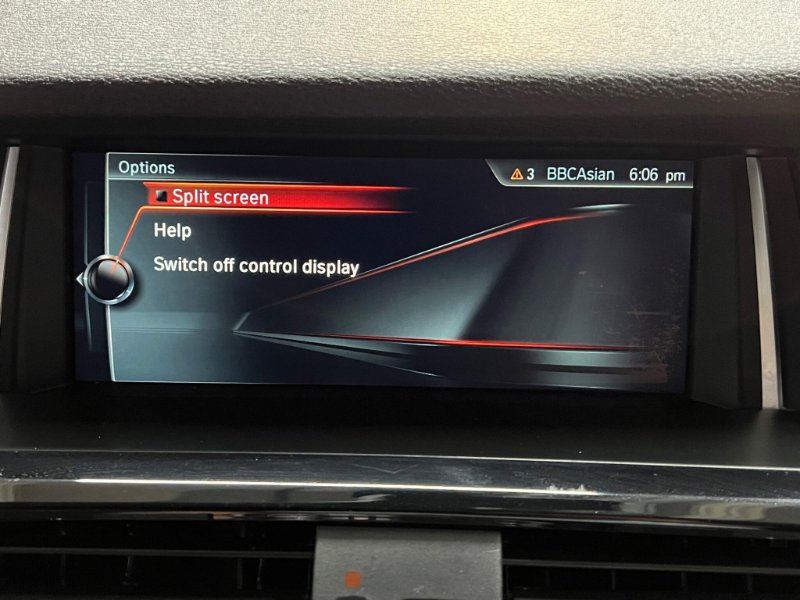 Options
3 BBCAsian 6:06 pm
Split screen
Help
Switch off control display